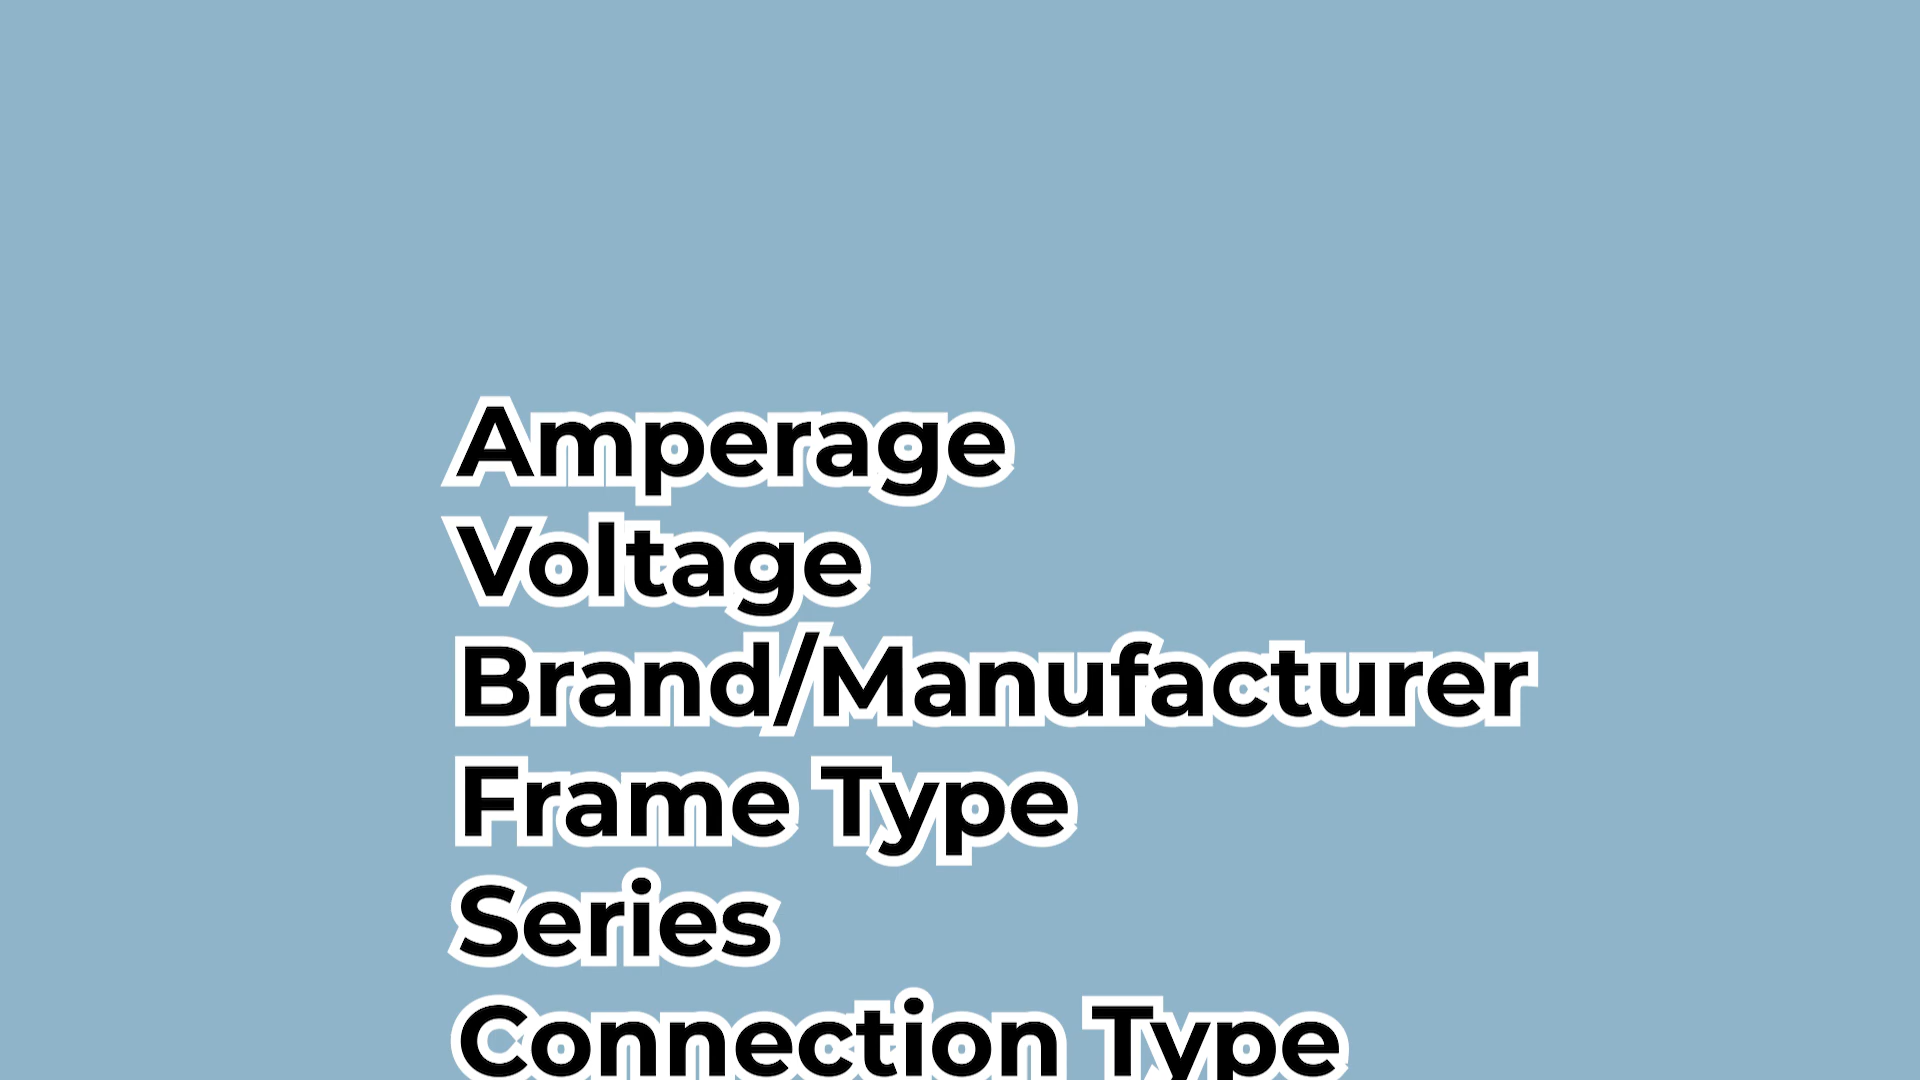 Amperage
Voltage
Brand/Manufacturer
Frame Type
Series
Connection Type